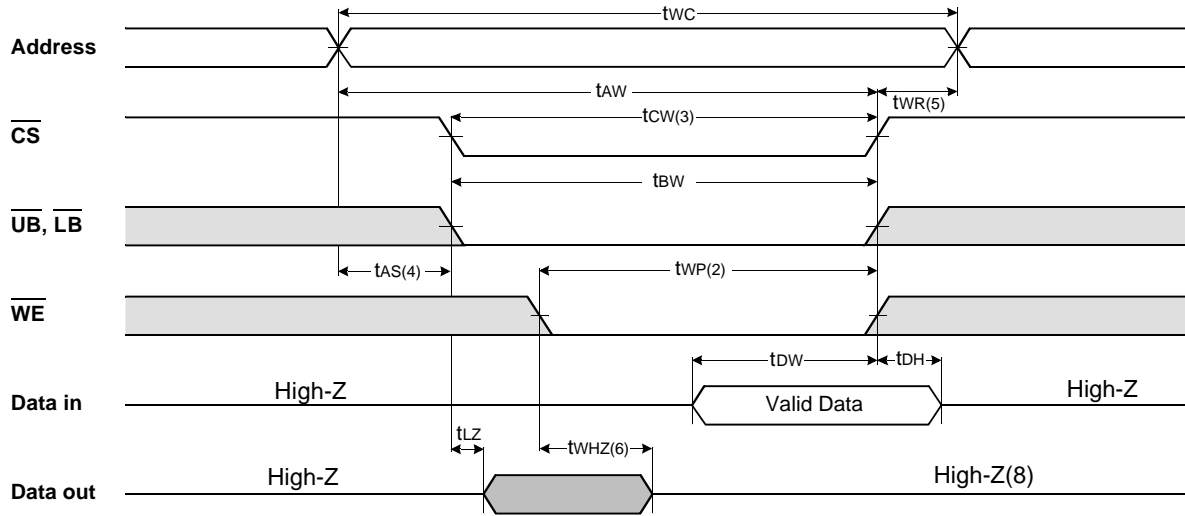 tWC
Address
tAW
tWR(5)
tCW(3)
CS
tBW
UB, LB
tAS(4)
tWP(2)
WE
tDW
tDH
High-Z
Valid Data
High-Z
Data in
tLZ
tWHZ(6)
High-Z
High-Z(8)
Data out